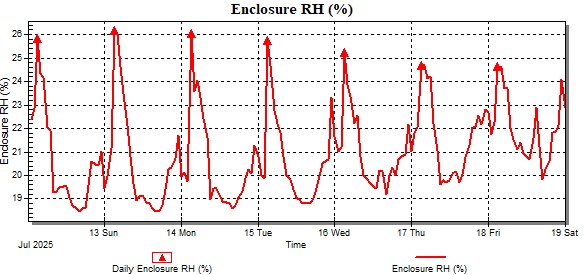 Enclosure RH (%)
Enclosure RH (%)
26
25
24
23
22
21
20
19
13 Sun
14 Mon
15 Tue
16 Wed
17 Thu
18 Fri
19 Sat
Jul 2025
Time
Daily Enclosure RH (%)
Enclosure RH (%)